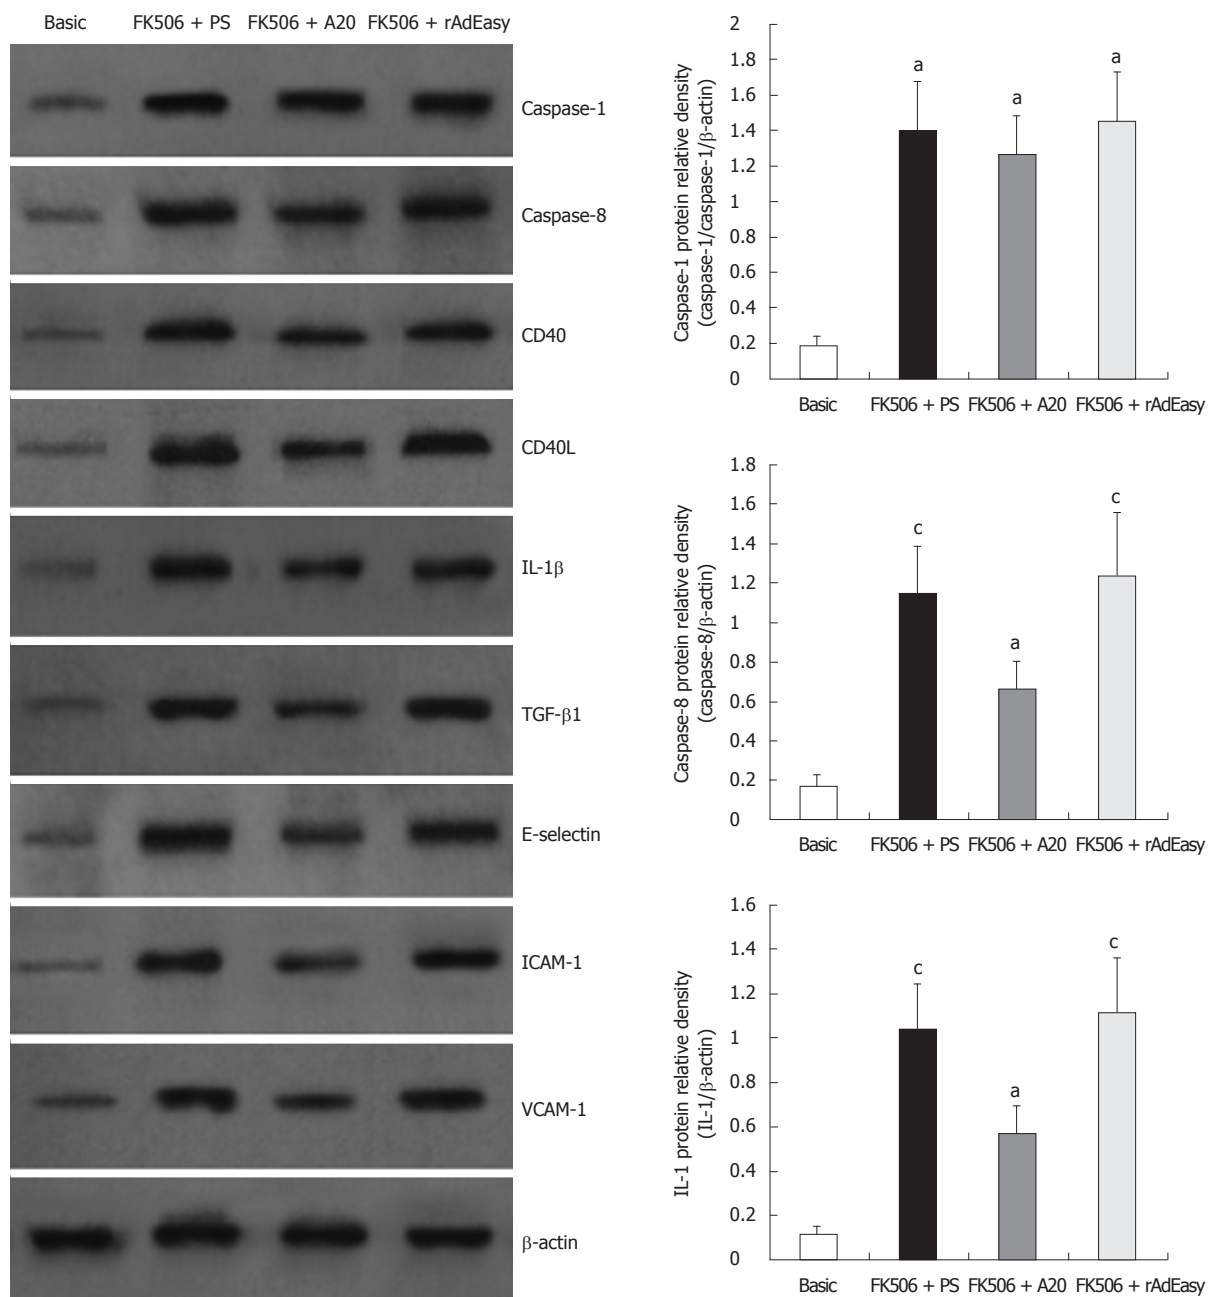 Basic FK506 + PS FK506 + A20 FK506 + rAdEasy
Caspase-1
Caspase-8
CD40
CD40L
IL-1β
TGF-β1
E-selectin
ICAM-1
VCAM-1
β-actin
Caspase-1 protein relative density
(caspase-1/caspase-1/β-actin)
2
1.8
1.6
1.4
1.2
1
0.8
0.6
0.4
0.2
0
a
a
a
Basic FK506 + PS FK506 + A20 FK506 + rAdEasy
Caspase-8 protein relative density
(caspase-8/β-actin)
1.8
1.6
1.4
1.2
1
0.8
0.6
0.4
0.2
0
c
a
c
Basic FK506 + PS FK506 + A20 FK506 + rAdEasy
IL-1 protein relative density
(IL-1/β-actin)
1.6
1.4
1.2
1
0.8
0.6
0.4
0.2
0
c
a
c
Basic FK506 + PS FK506 + A20 FK506 + rAdEasy